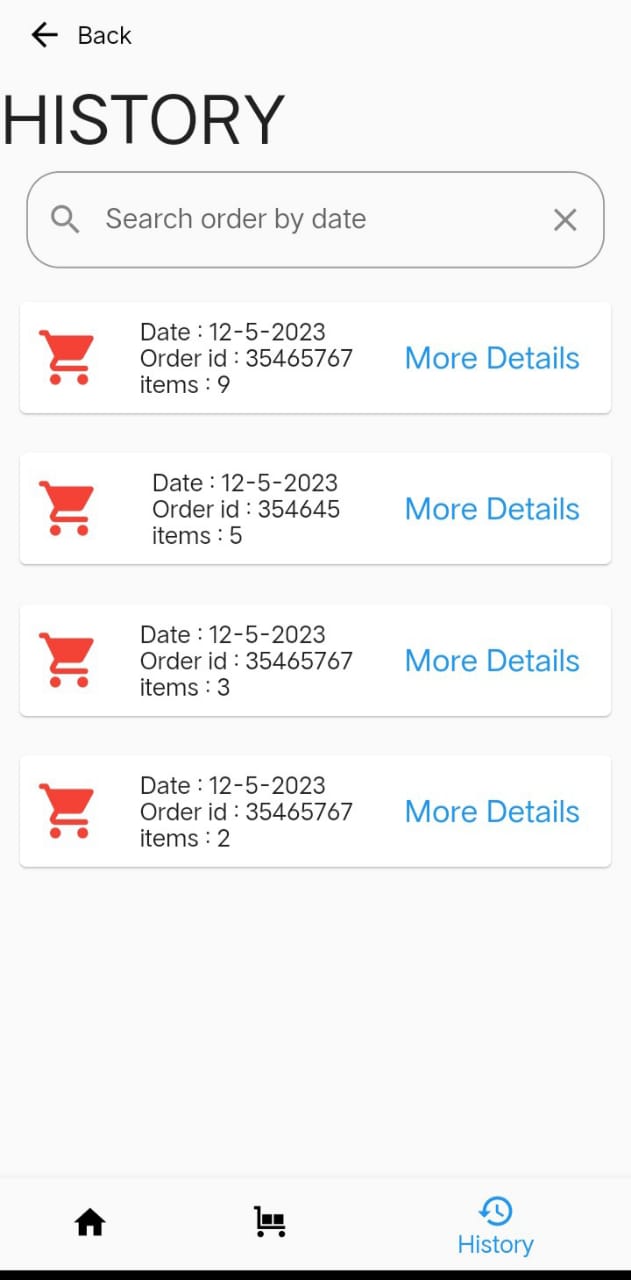 Back
HISTORY
Search order by date
Date : 12-5-2023
Order id : 35465767
items : 9
More Details
Date : 12-5-2023
Order id : 354645
items : 5
More Details
Date : 12-5-2023
Order id : 35465767
items : 3
More Details
Date : 12-5-2023
Order id : 35465767
items : 2
More Details
History